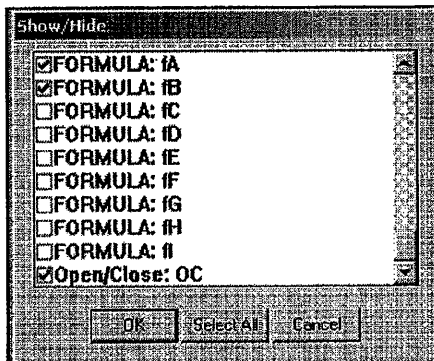 Show/Hide
FORMULA: fA
FORMULA: fB
FORMULA: fC
FORMULA: fD
FORMULA: fE
FORMULA: fF
FORMULA: fG
FORMULA: fH
FORMULA: fI
Open/Close: OC
OK Select All Cancel